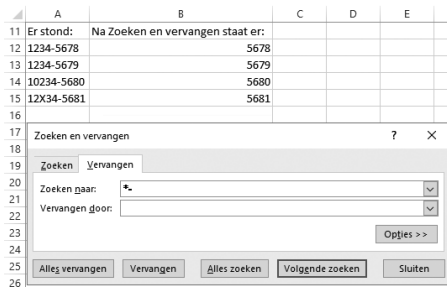 A B C D E
11 Er stond: Na Zoeken en vervangen staat er:
12 1234-5678 5678
13 1234-5679 5679
14 10234-5680 5680
15 12X34-5681 5681
16
17
18
19
20
21
22
23
24
25
26
Zoeken en vervangen ? ×
Zoeken Vervangen
Zoeken naar: *-
Vervangen door:
Opties >>
Alles vervangen Vervangen Alles zoeken Volgende zoeken Sluiten